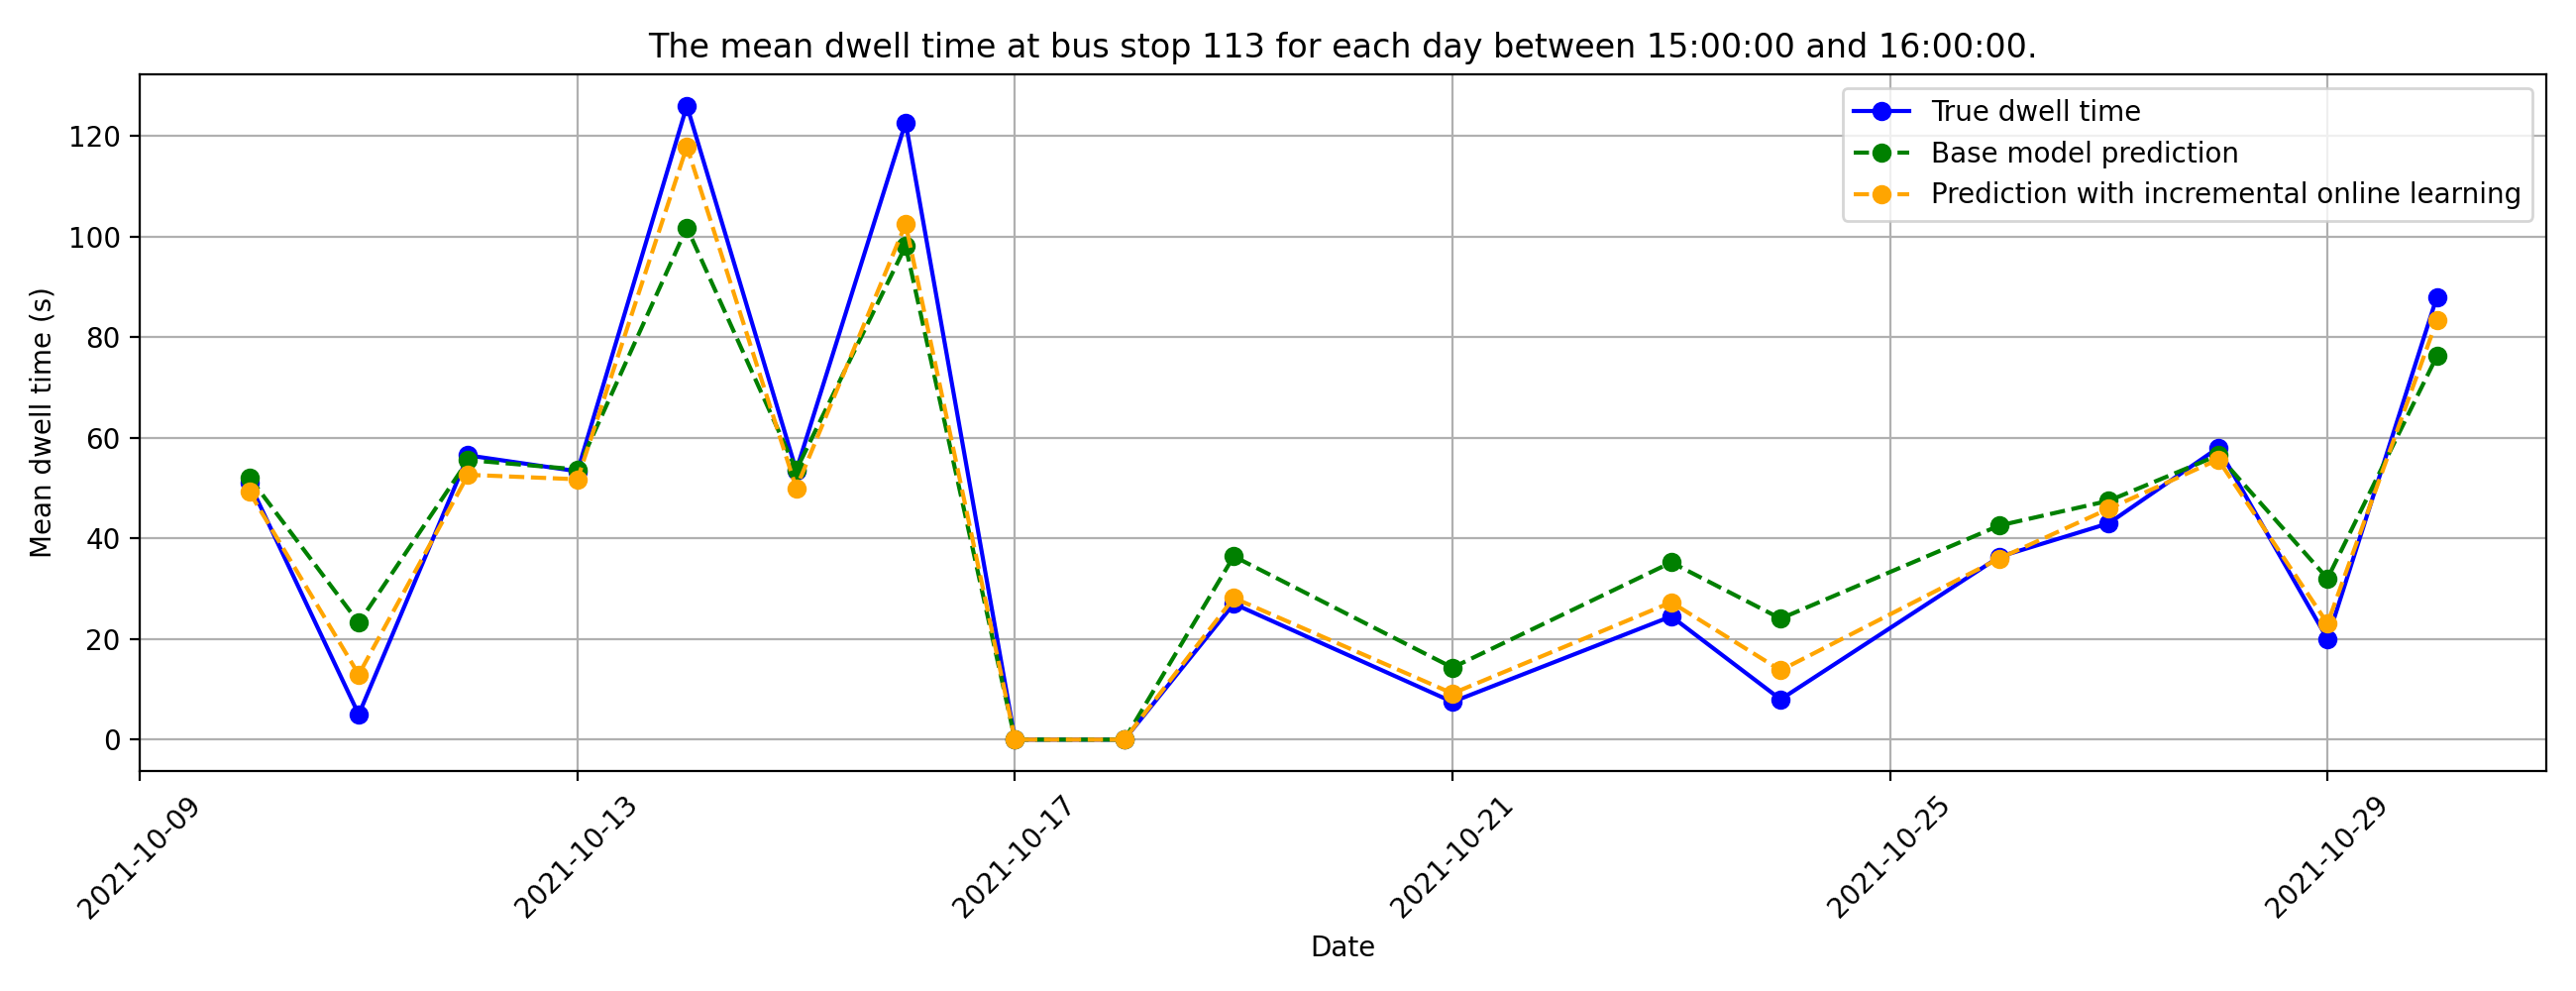 The mean dwell time at bus stop 113 for each day between 15:00:00 and 16:00:00.
True dwell time
Base model prediction
Prediction with incremental online learning
Mean dwell time (s)
120
100
80
60
40
20
0
2021-10-09
2021-10-13
2021-10-17
2021-10-21
2021-10-25
2021-10-29
Date